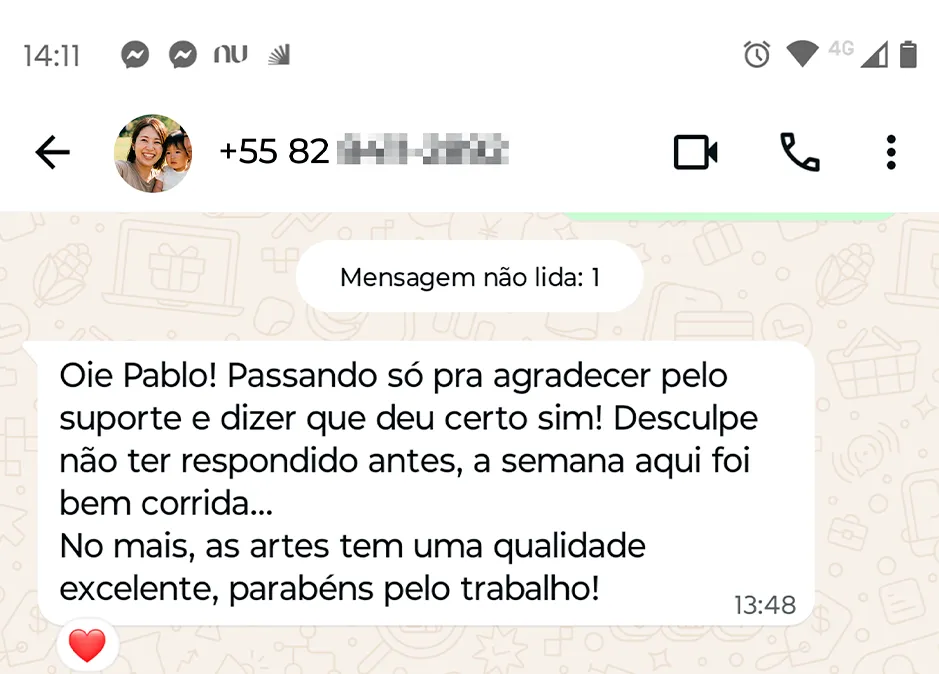 14:11 nu 4G
+55 82
Mensagem não lida: 1
Oie Pablo! Passando só pra agradecer pelo
suporte e dizer que deu certo sim! Desculpe
não ter respondido antes, a semana aqui foi
bem corrida...
No mais, as artes tem uma qualidade
excelente, parabéns pelo trabalho!
13:48